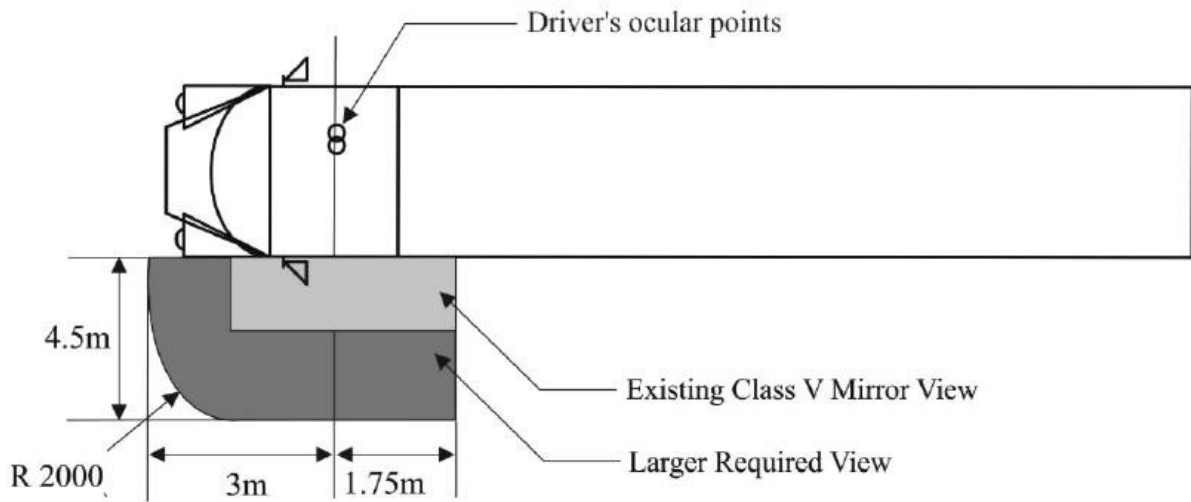 Driver's ocular points
4.5m
Existing Class V Mirror View
Larger Required View
R 2000
3m
1.75m